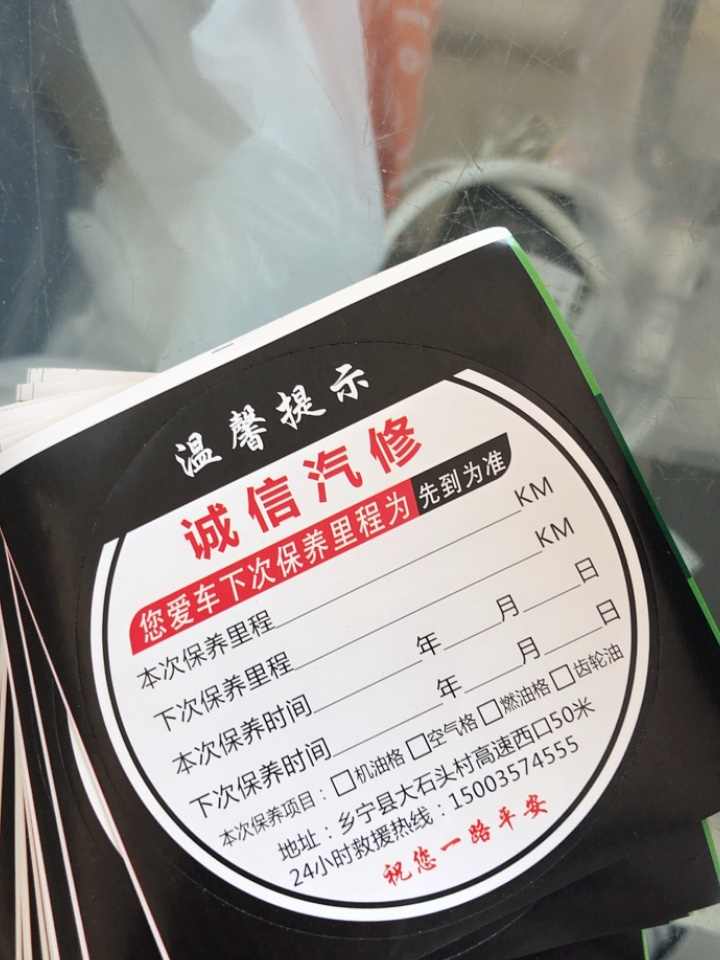 温馨提示
诚信汽修
您爱车下次保养里程为 先到为准
本次保养里程 KM
下次保养里程 KM
本次保养时间 年 月 日
下次保养时间 年 月 日
本次保养项目：□机油格 □空气格 □燃油格 □齿轮油
地址：乡宁县大石头村高速西口50米
24小时救援热线：15003574555
祝您一路平安